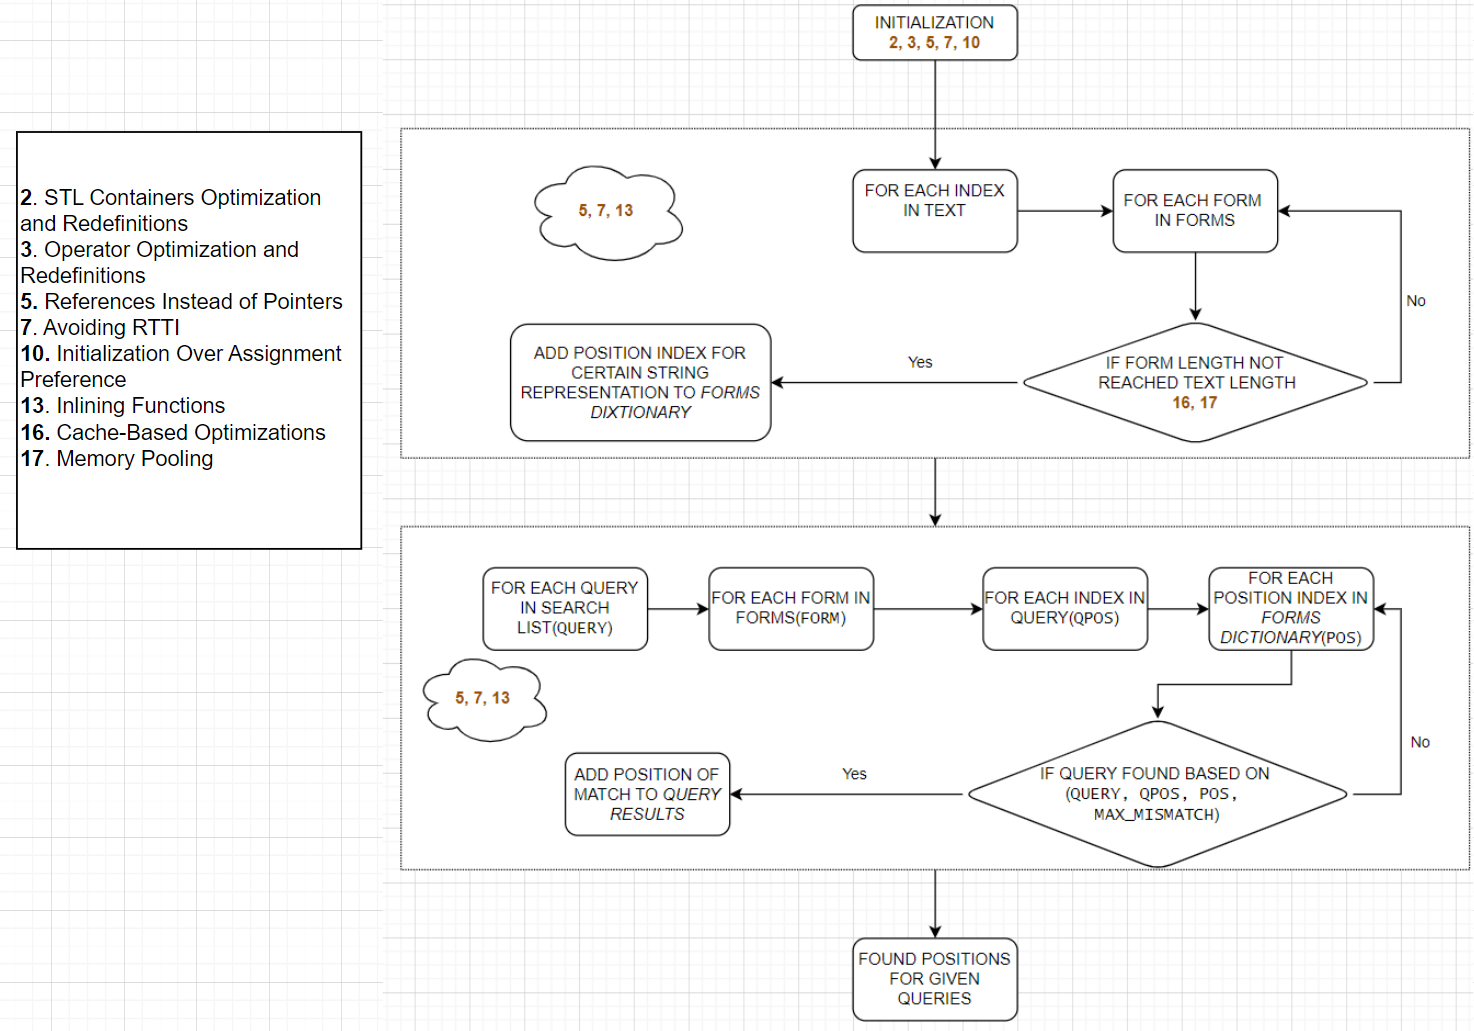 2. STL Containers Optimization
and Redefinitions
3. Operator Optimization and
Redefinitions
5. References Instead of Pointers
7. Avoiding RTTI
10. Initialization Over Assignment
Preference
13. Inlining Functions
16. Cache-Based Optimizations
17. Memory Pooling
INITIALIZATION
2, 3, 5, 7, 10
5, 7, 13
FOR EACH INDEX
IN TEXT
FOR EACH FORM
IN FORMS
No
IF FORM LENGTH NOT
REACHED TEXT LENGTH
16, 17
Yes
ADD POSITION INDEX FOR
CERTAIN STRING
REPRESENTATION TO FORMS
DIXTIONARY
FOR EACH QUERY
IN SEARCH
LIST(QUERY)
FOR EACH FORM IN
FORMS(FORM)
FOR EACH INDEX IN
QUERY(QPOS)
FOR EACH
POSITION INDEX IN
FORMS
DICTIONARY(POS)
5, 7, 13
No
IF QUERY FOUND BASED ON
(QUERY, QPOS, POS,
MAX_MISMATCH)
Yes
ADD POSITION OF
MATCH TO QUERY
RESULTS
FOUND POSITIONS
FOR GIVEN
QUERIES